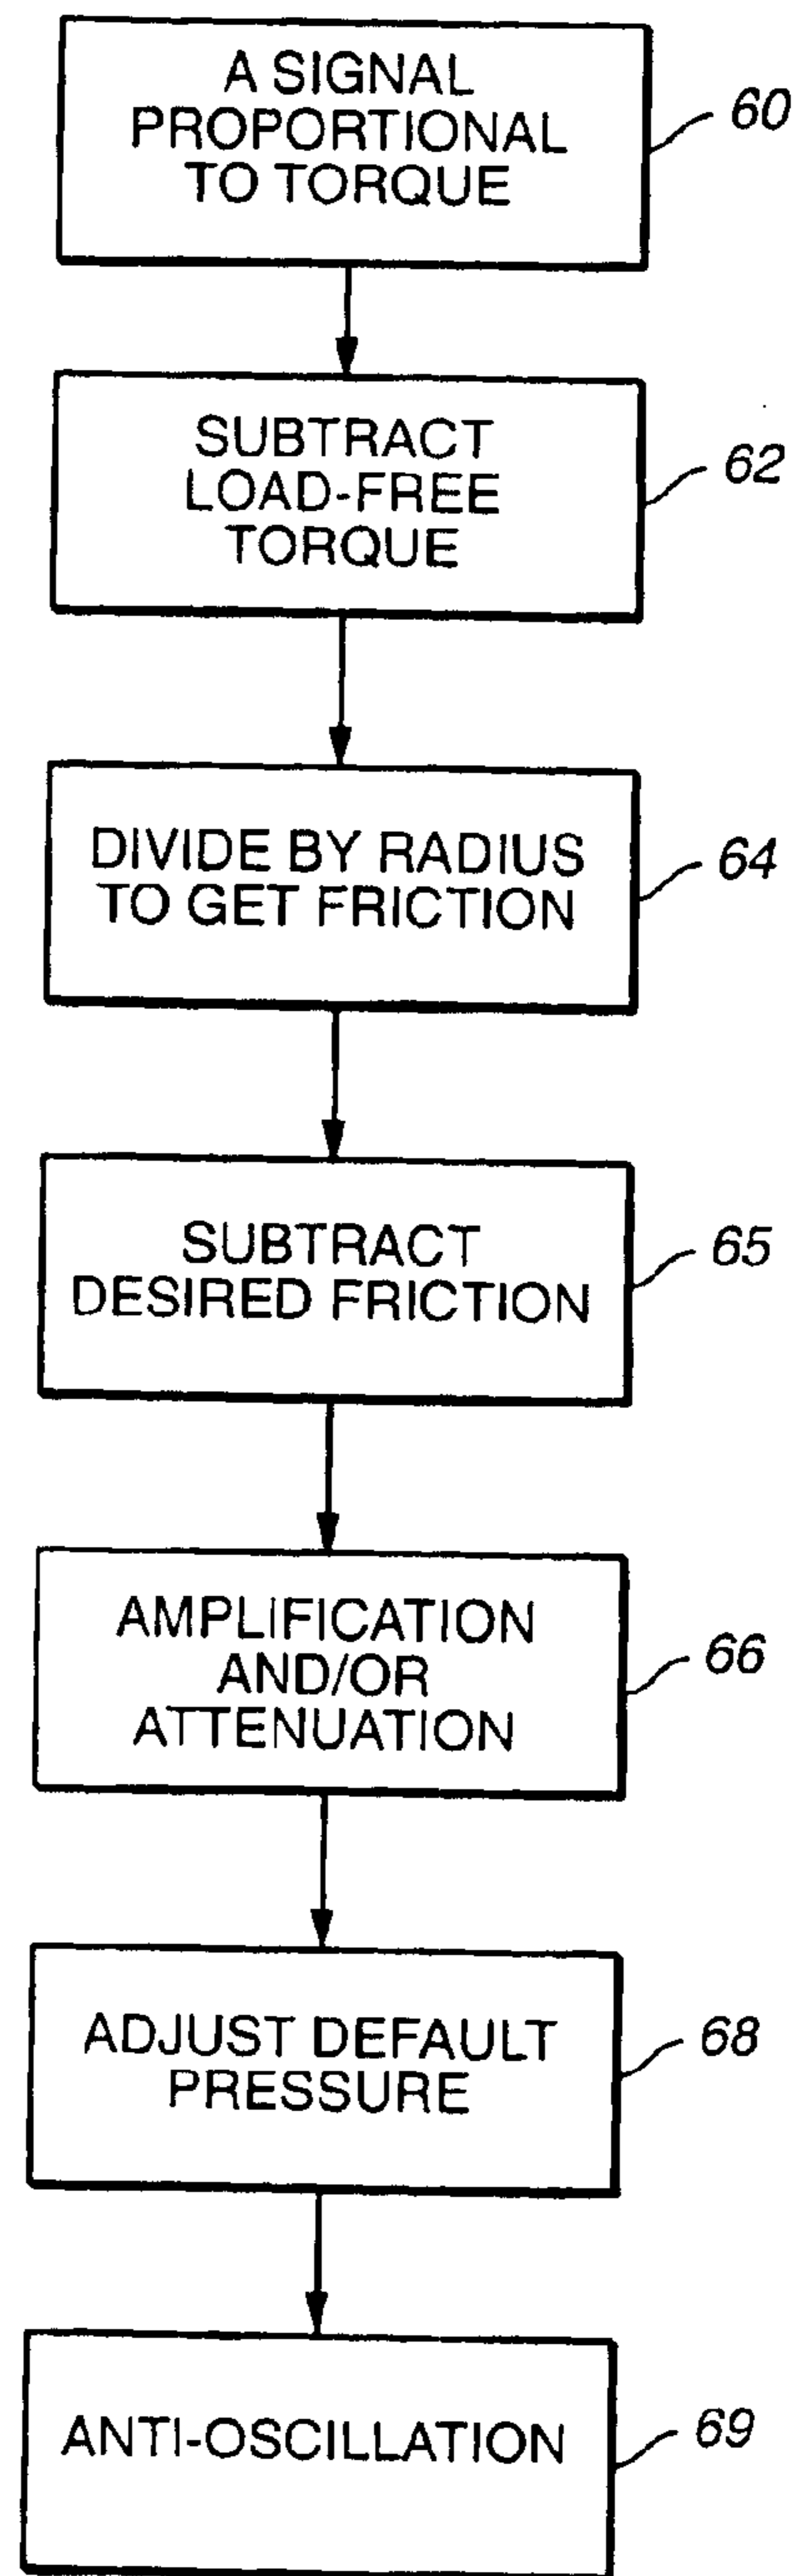 A SIGNAL
PROPORTIONAL
TO TORQUE
60
SUBTRACT
LOAD-FREE
TORQUE
62
DIVIDE BY RADIUS
TO GET FRICTION
64
SUBTRACT
DESIRED FRICTION
65
AMPLIFICATION
AND/OR
ATTENUATION
66
ADJUST DEFAULT
PRESSURE
68
ANTI-OSCILLATION
69